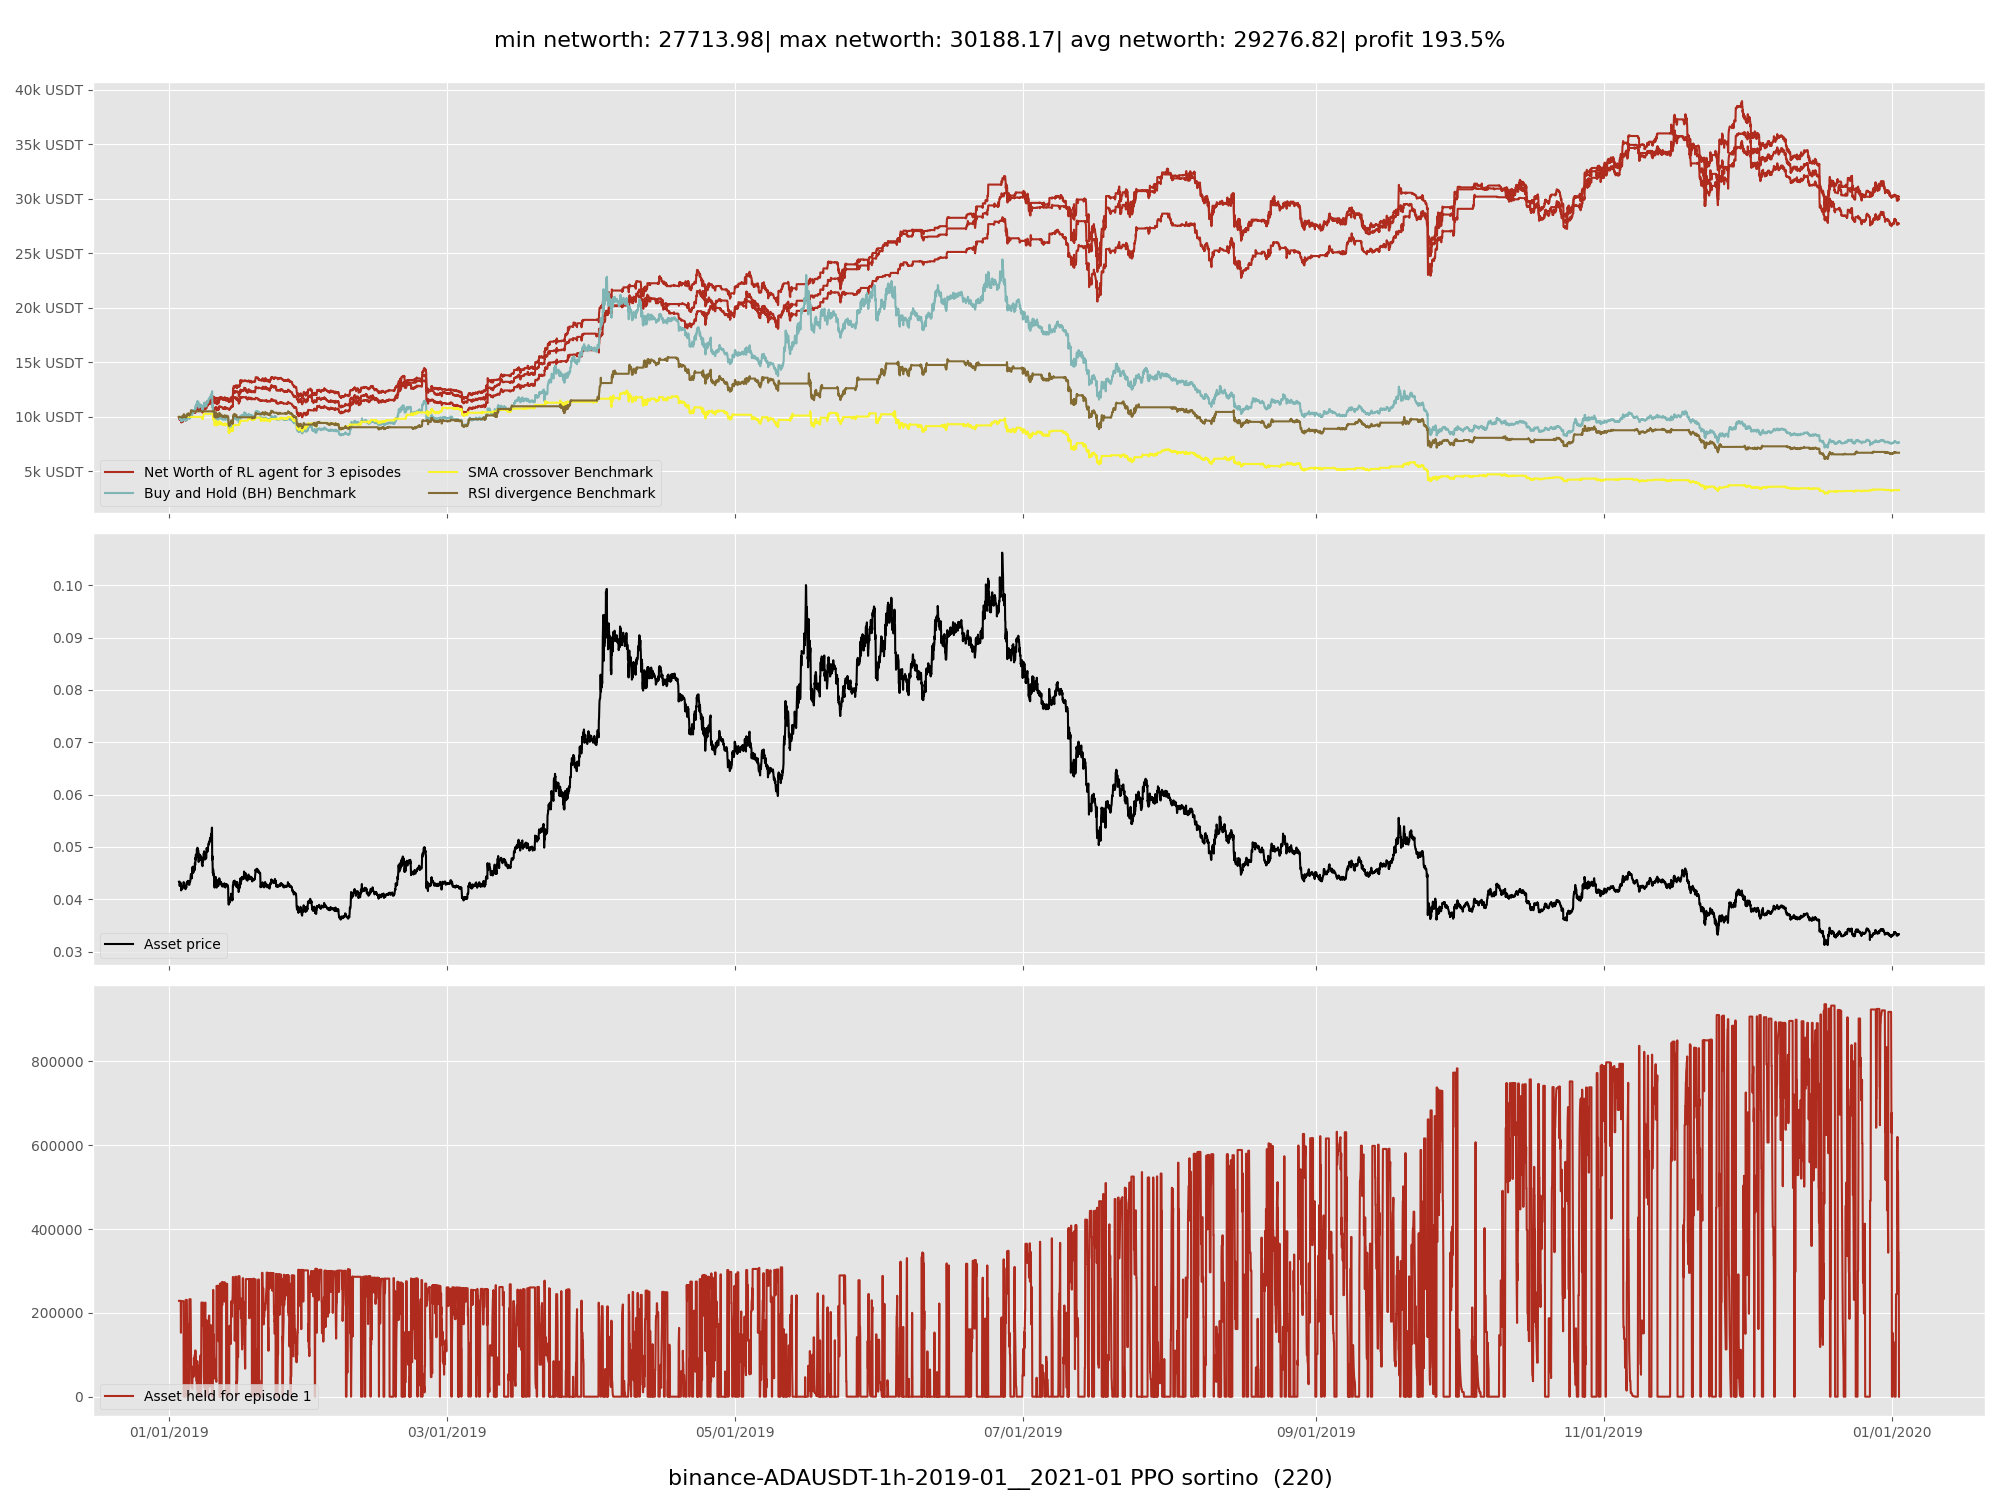 min networth: 27713.98| max networth: 30188.17| avg networth: 29276.82| profit 193.5%
40k USDT
35k USDT
30k USDT
25k USDT
20k USDT
15k USDT
10k USDT
5k USDT
Net Worth of RL agent for 3 episodes
Buy and Hold (BH) Benchmark
SMA crossover Benchmark
RSI divergence Benchmark
0.10
0.09
0.08
0.07
0.06
0.05
0.04
0.03
Asset price
800000
600000
400000
200000
0
Asset held for episode 1
01/01/2019 03/01/2019 05/01/2019 07/01/2019 09/01/2019 11/01/2019 01/01/2020
binance-ADAUSDT-1h-2019-01__2021-01 PPO sortino  (220)